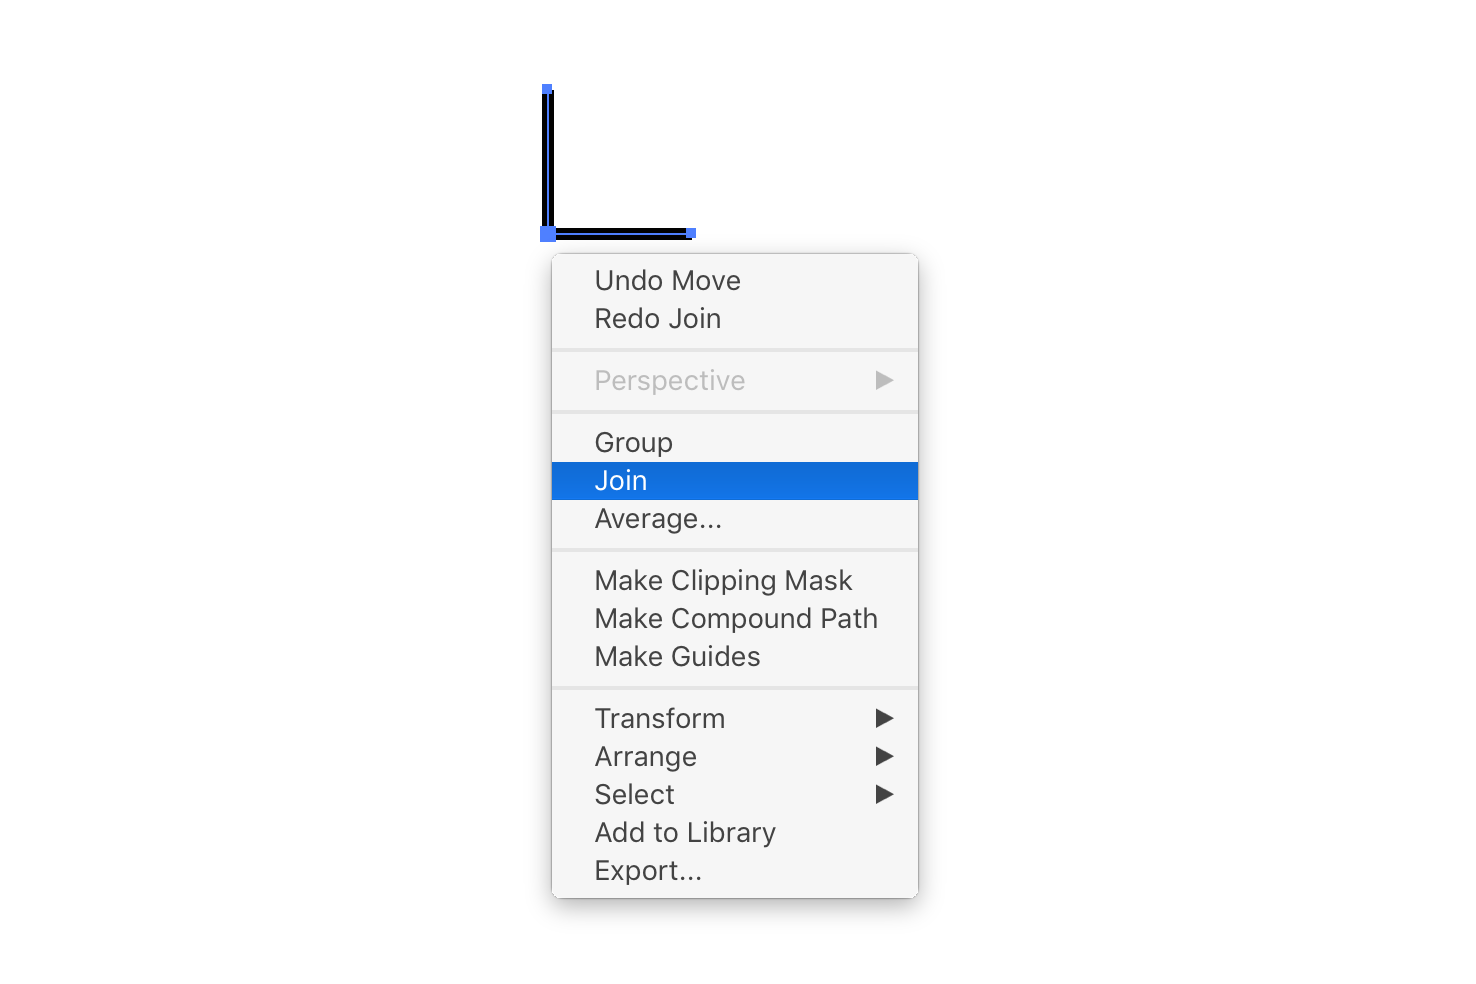 Undo Move
Redo Join
Perspective
Group
Join
Average...
Make Clipping Mask
Make Compound Path
Make Guides
Transform
Arrange
Select
Add to Library
Export...